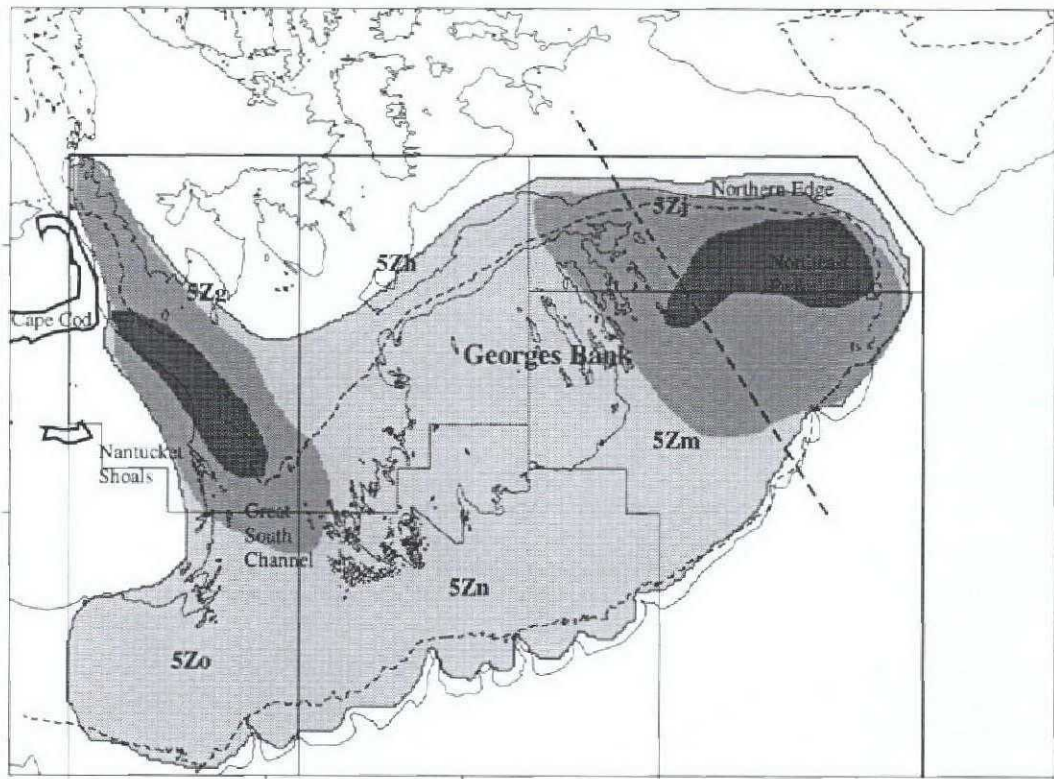 Northern Edge
5Zj
5Zh
5Zg
Cape Cod
Georges Bank
5Zm
Nantucket
Shoals
Great
South
Channel
5Zn
5Zo